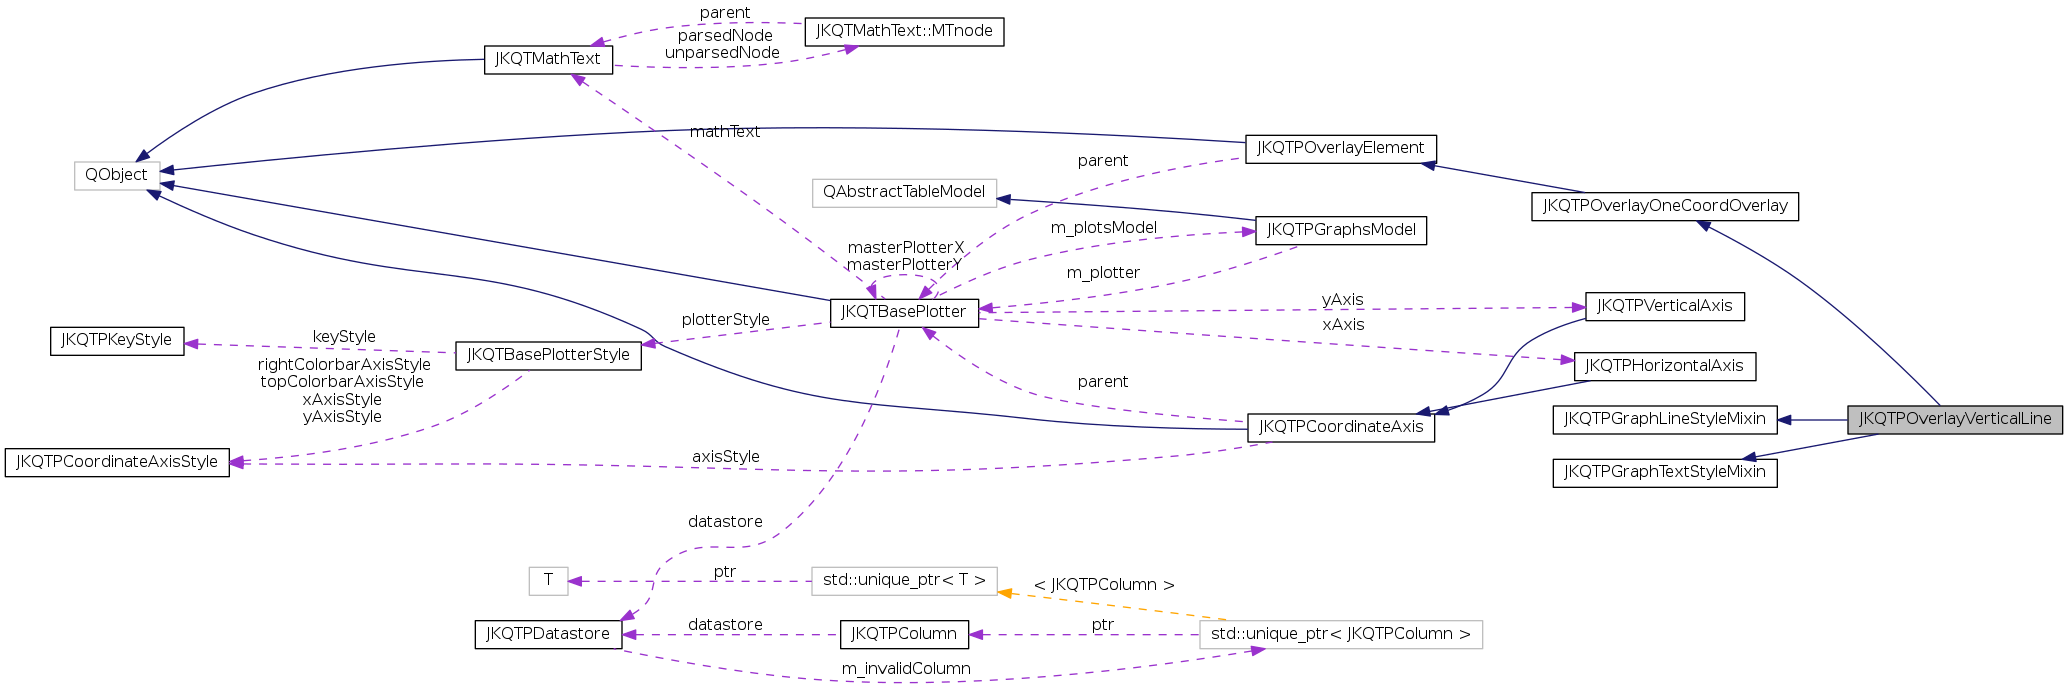 parent
JKQTMathText::MTnode
parsedNode
unparsedNode
JKQTMathText
mathText
JKQTPOverlayElement
parent
QObject
QAbstractTableModel
JKQTPOverlayOneCoordOverlay
m_plotsModel
JKQTPGraphsModel
masterPlotterX
masterPlotterY
m_plotter
yAxis
JKQTPVerticalAxis
JKQTBasePlotter
plotterStyle
xAxis
keyStyle
JKQTPKeyStyle
JKQTBasePlotterStyle
rightColorbarAxisStyle
topColorbarAxisStyle
xAxisStyle
yAxisStyle
JKQTPHorizontalAxis
parent
JKQTPGraphLineStyleMixin
JKQTPOverlayVerticalLine
JKQTPCoordinateAxis
JKQTPCoordinateAxisStyle
axisStyle
JKQTPGraphTextStyleMixin
datastore
T
ptr
std::unique_ptr< T >
< JKQTPColumn >
JKQTPDatastore
datastore
JKQTPColumn
ptr
std::unique_ptr< JKQTPColumn >
m_invalidColumn